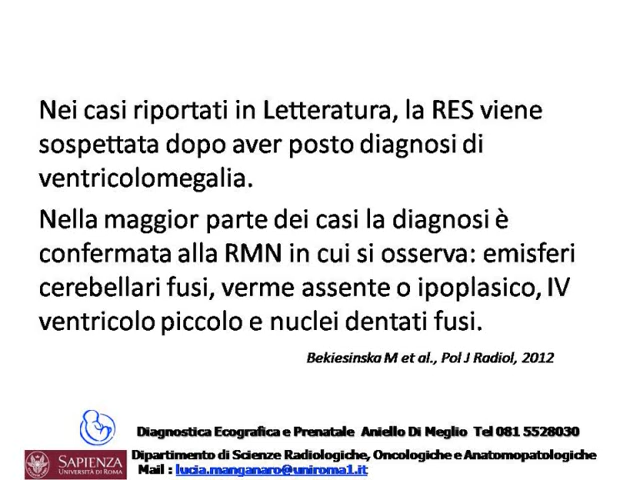 Nei casi riportati in Letteratura, la RES viene
sospettata dopo aver posto diagnosi di
ventricolomegalia.
Nella maggior parte dei casi la diagnosi è
confermata alla RMN in cui si osserva: emisferi
cerebellari fusi, verme assente o ipoplasico, IV
ventricolo piccolo e nuclei dentati fusi.
Bekiesinska M et al., Pol J Radiol, 2012
Diagnostica Ecografica e Prenatale Aniello Di Meglio Tel 081 5528030
Dipartimento di Scienze Radiologiche, Oncologiche e Anatomopatologiche
Mail : lucia.manganaro@uniroma1.it
SAPIENZA
UNIVERSITÀ DI ROMA